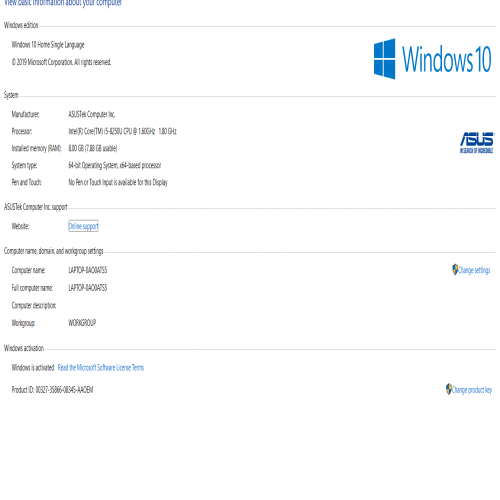 View basic information about your computer
Windows edition
Windows 10 Home Single Language
© 2019 Microsoft Corporation. All rights reserved.
Windows 10
System
Manufacturer: ASUSTek Computer Inc.
Processor: Intel(R) Core(TM) i5-8250U CPU @ 1.60GHz 1.80 GHz
Installed memory (RAM): 8.00 GB (7.88 GB usable)
System type: 64-bit Operating System, x64-based processor
Pen and Touch: No Pen or Touch Input is available for this Display
ASUS
IN SEARCH OF INCREDIBLE
ASUSTek Computer Inc. support
Website: Online support
Computer name, domain, and workgroup settings
Computer name: LAPTOP-0AO0ATS5
Change settings
Full computer name: LAPTOP-0AO0ATS5
Computer description:
Workgroup: WORKGROUP
Windows activation
Windows is activated Read the Microsoft Software License Terms
Product ID: 00327-35866-08345-AAOEM
Change product key